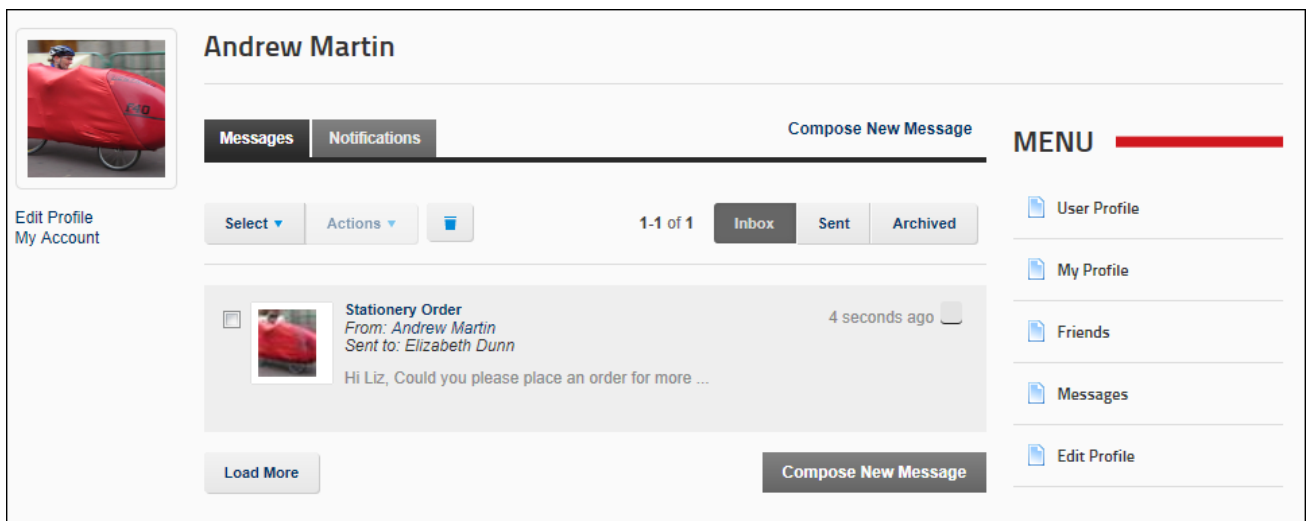 Andrew Martin
Messages
Notifications
Compose New Message
MENU
Edit Profile
My Account
Select
Actions
1-1 of 1
Inbox
Sent
Archived
User Profile
My Profile
Friends
Messages
Edit Profile
Stationery Order
From: Andrew Martin
Sent to: Elizabeth Dunn
4 seconds ago
Hi Liz, Could you please place an order for more ...
Load More
Compose New Message